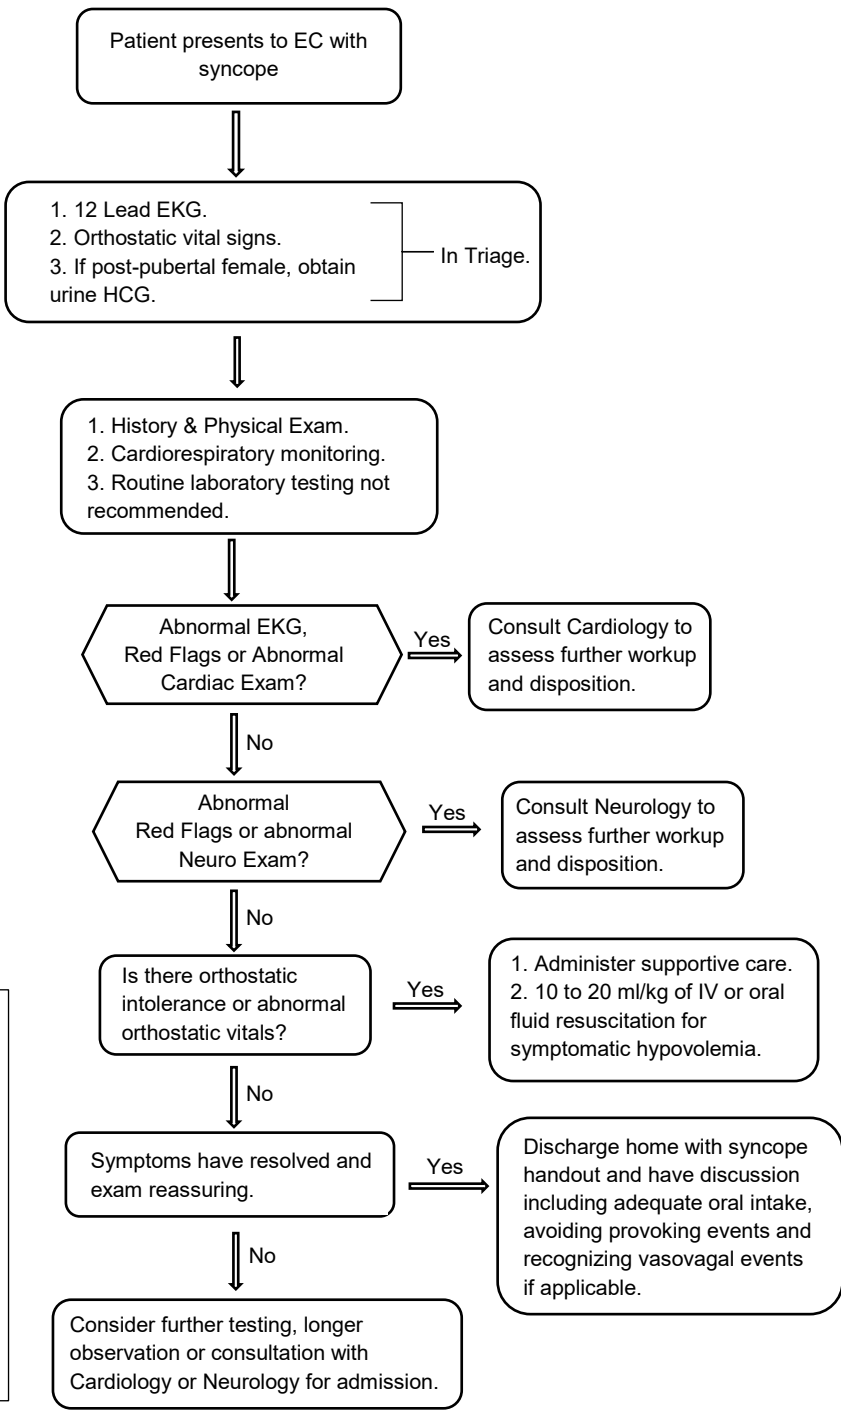 Patient presents to EC with
syncope
1. 12 Lead EKG.
2. Orthostatic vital signs.
3. If post-pubertal female, obtain
urine HCG.
In Triage.
1. History & Physical Exam.
2. Cardiorespiratory monitoring.
3. Routine laboratory testing not
recommended.
Abnormal EKG,
Red Flags or Abnormal
Cardiac Exam?
Yes
Consult Cardiology to
assess further workup
and disposition.
No
Abnormal
Red Flags or abnormal
Neuro Exam?
Yes
Consult Neurology to
assess further workup
and disposition.
No
Is there orthostatic
intolerance or abnormal
orthostatic vitals?
Yes
1. Administer supportive care.
2. 10 to 20 ml/kg of IV or oral
fluid resuscitation for
symptomatic hypovolemia.
No
Symptoms have resolved and
exam reassuring.
Yes
Discharge home with syncope
handout and have discussion
including adequate oral intake,
avoiding provoking events and
recognizing vasovagal events
if applicable.
No
Consider further testing, longer
observation or consultation with
Cardiology or Neurology for admission.